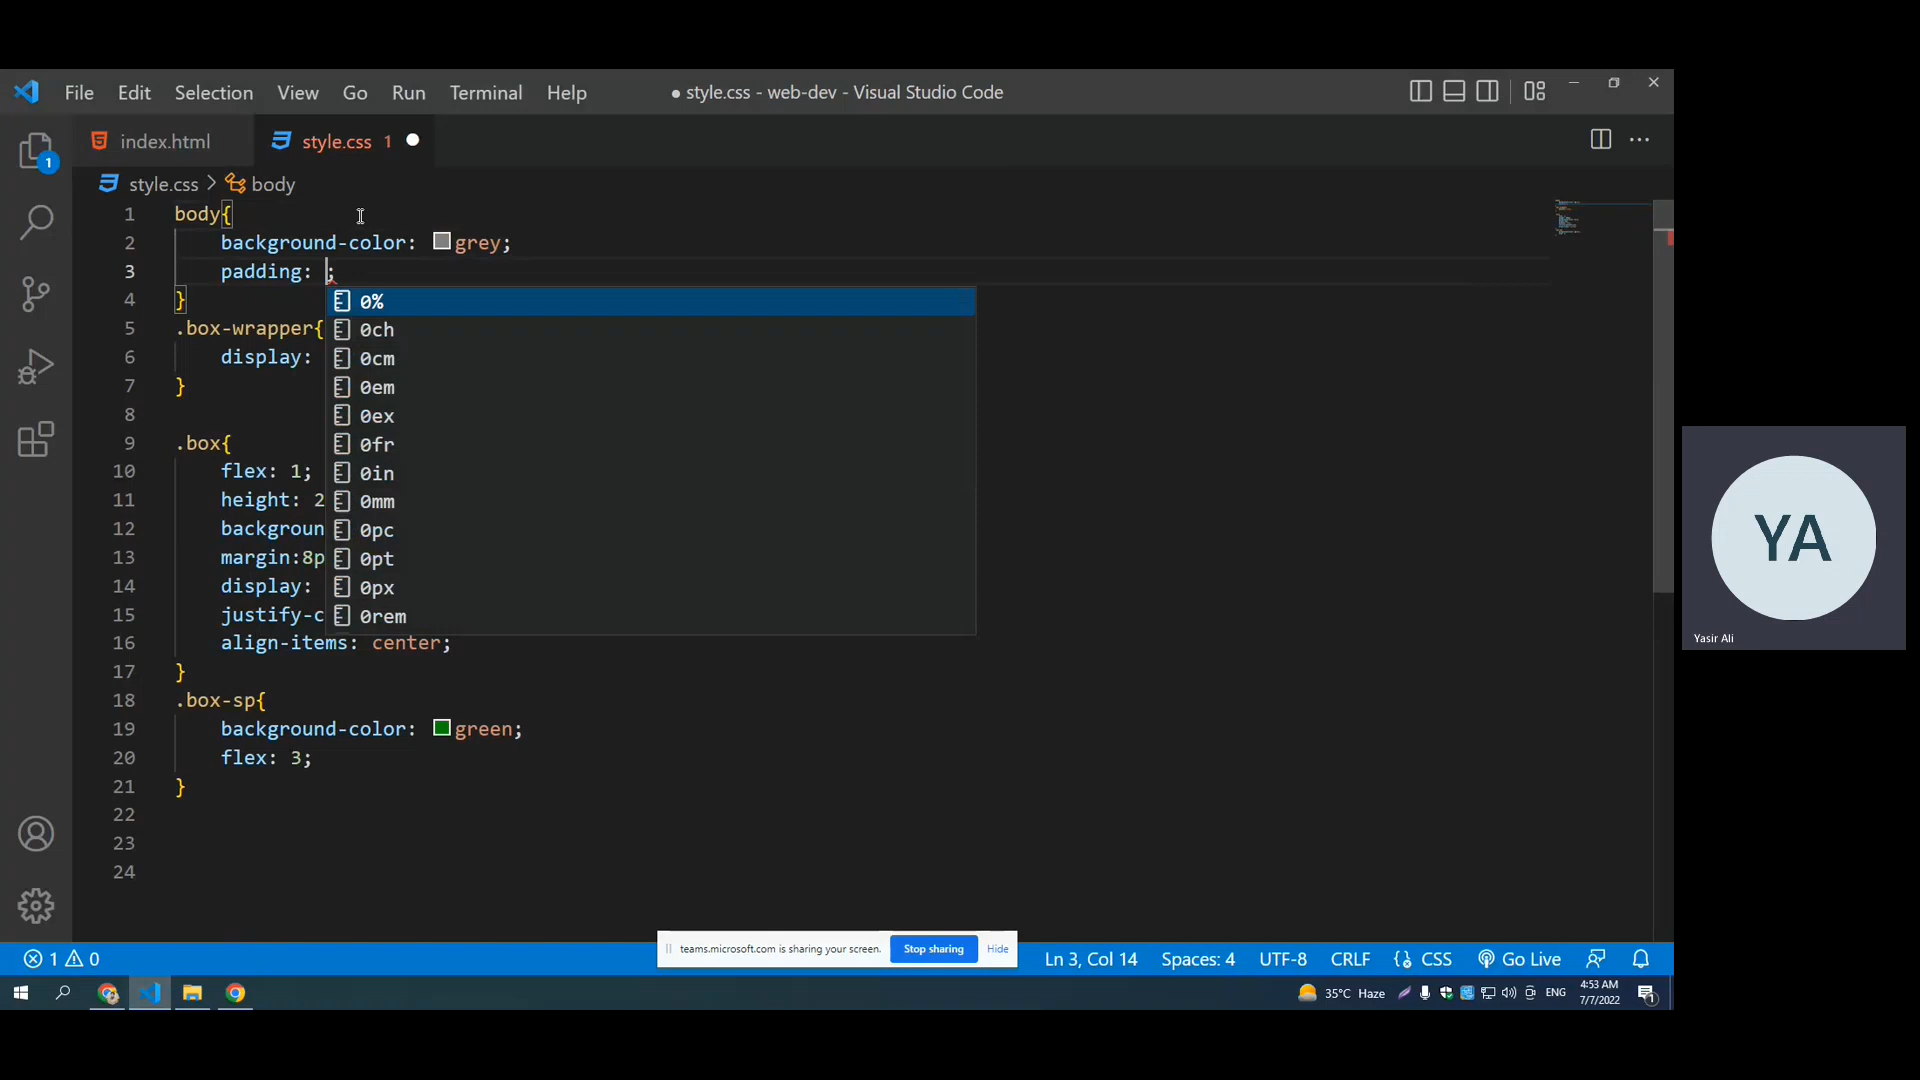 File Edit Selection View Go Run Terminal Help
● style.css - web-dev - Visual Studio Code
index.html
style.css 1
style.css > body
1 body{
2 background-color: grey;
3 padding: ;
4 }
5 .box-wrapper{
6 display:
7 }
8
9 .box{
10 flex: 1;
11 height: 2
12 backgroun
13 margin:8p
14 display:
15 justify-c
16 align-items: center;
17 }
18 .box-sp{
19 background-color: green;
20 flex: 3;
21 }
22
23
24
0%
0ch
0cm
0em
0ex
0fr
0in
0mm
0pc
0pt
0px
0rem
1
YA
Yasir Ali
teams.microsoft.com is sharing your screen. Stop sharing Hide
1 0
Ln 3, Col 14 Spaces: 4 UTF-8 CRLF {} CSS Go Live
35°C Haze ENG
4:53 AM
7/7/2022
1